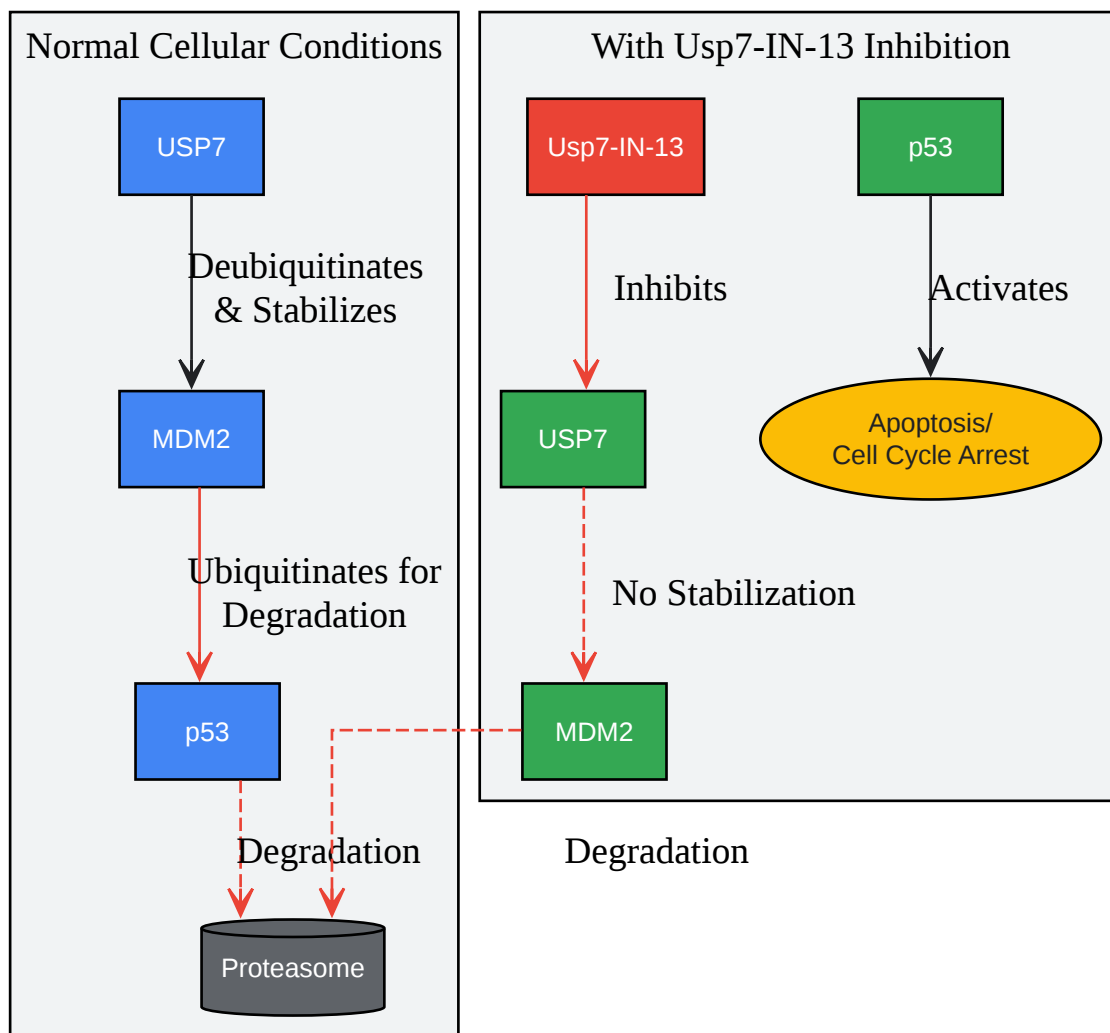 Normal Cellular Conditions
USP7
Deubiquitinates
& Stabilizes
MDM2
Ubiquitinates for
Degradation
p53
Degradation
Proteasome
With Usp7-IN-13 Inhibition
Usp7-IN-13
p53
Inhibits
Activates
USP7
Apoptosis/
Cell Cycle Arrest
No Stabilization
MDM2
Degradation